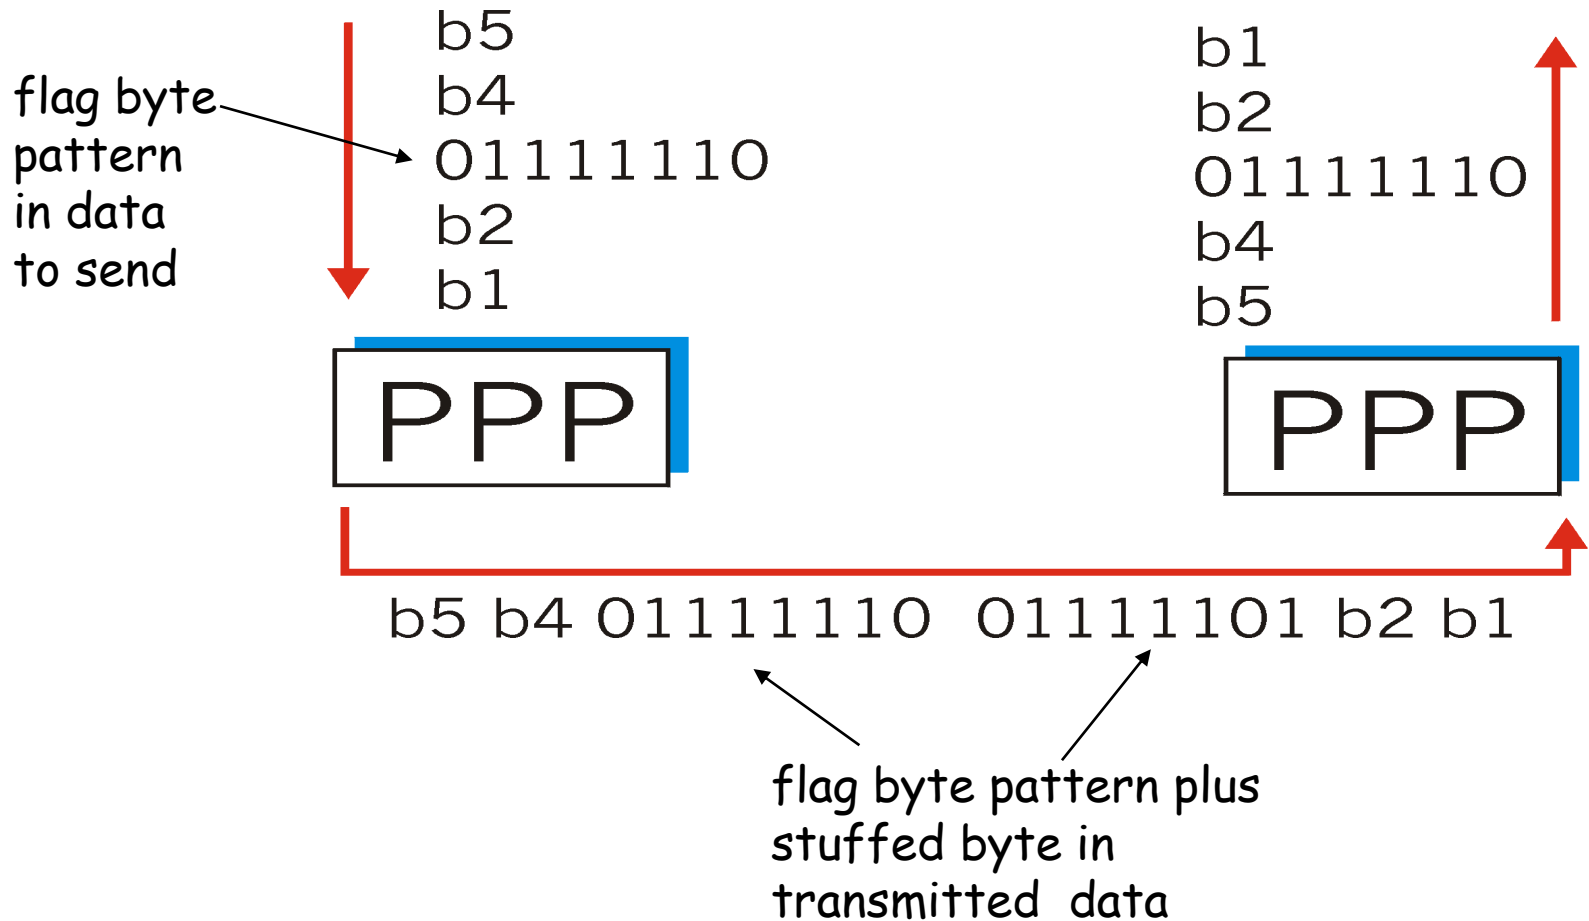 b5
b4
01111110
b2
b1
flag byte
pattern
in data
to send
b1
b2
01111110
b4
b5
PPP
PPP
b5 b4 01111110 01111101 b2 b1
flag byte pattern plus
stuffed byte in
transmitted data